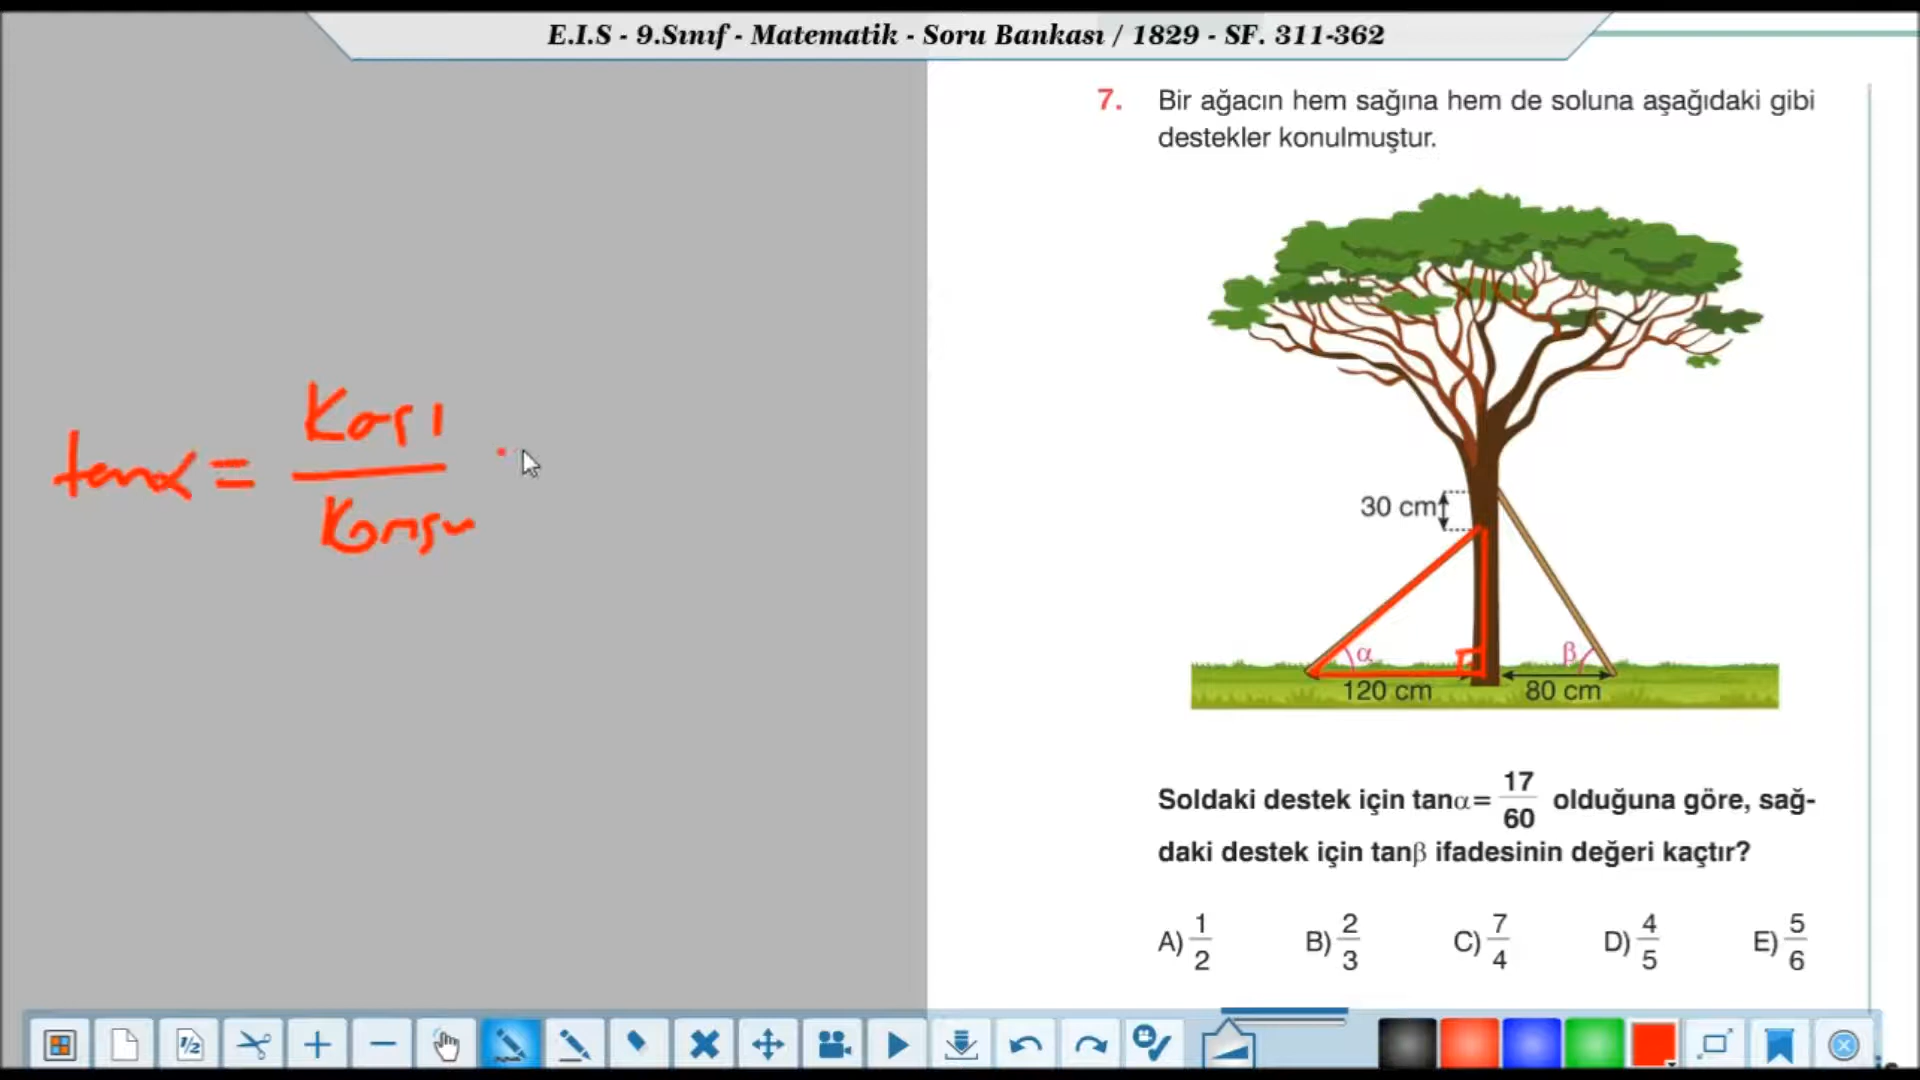 E.I.S - 9.Sınıf - Matematik - Soru Bankası / 1829 - SF. 311-362
7. Bir ağacın hem sağına hem de soluna aşağıdaki gibi
destekler konulmuştur.
30 cm
α
β
120 cm
80 cm
Soldaki destek için tanα= 17/60 olduğuna göre, sağ-
daki destek için tanβ ifadesinin değeri kaçtır?
A) 1/2 B) 2/3 C) 7/4 D) 4/5 E) 5/6
tanα =
Karşı
Komşu
1/2